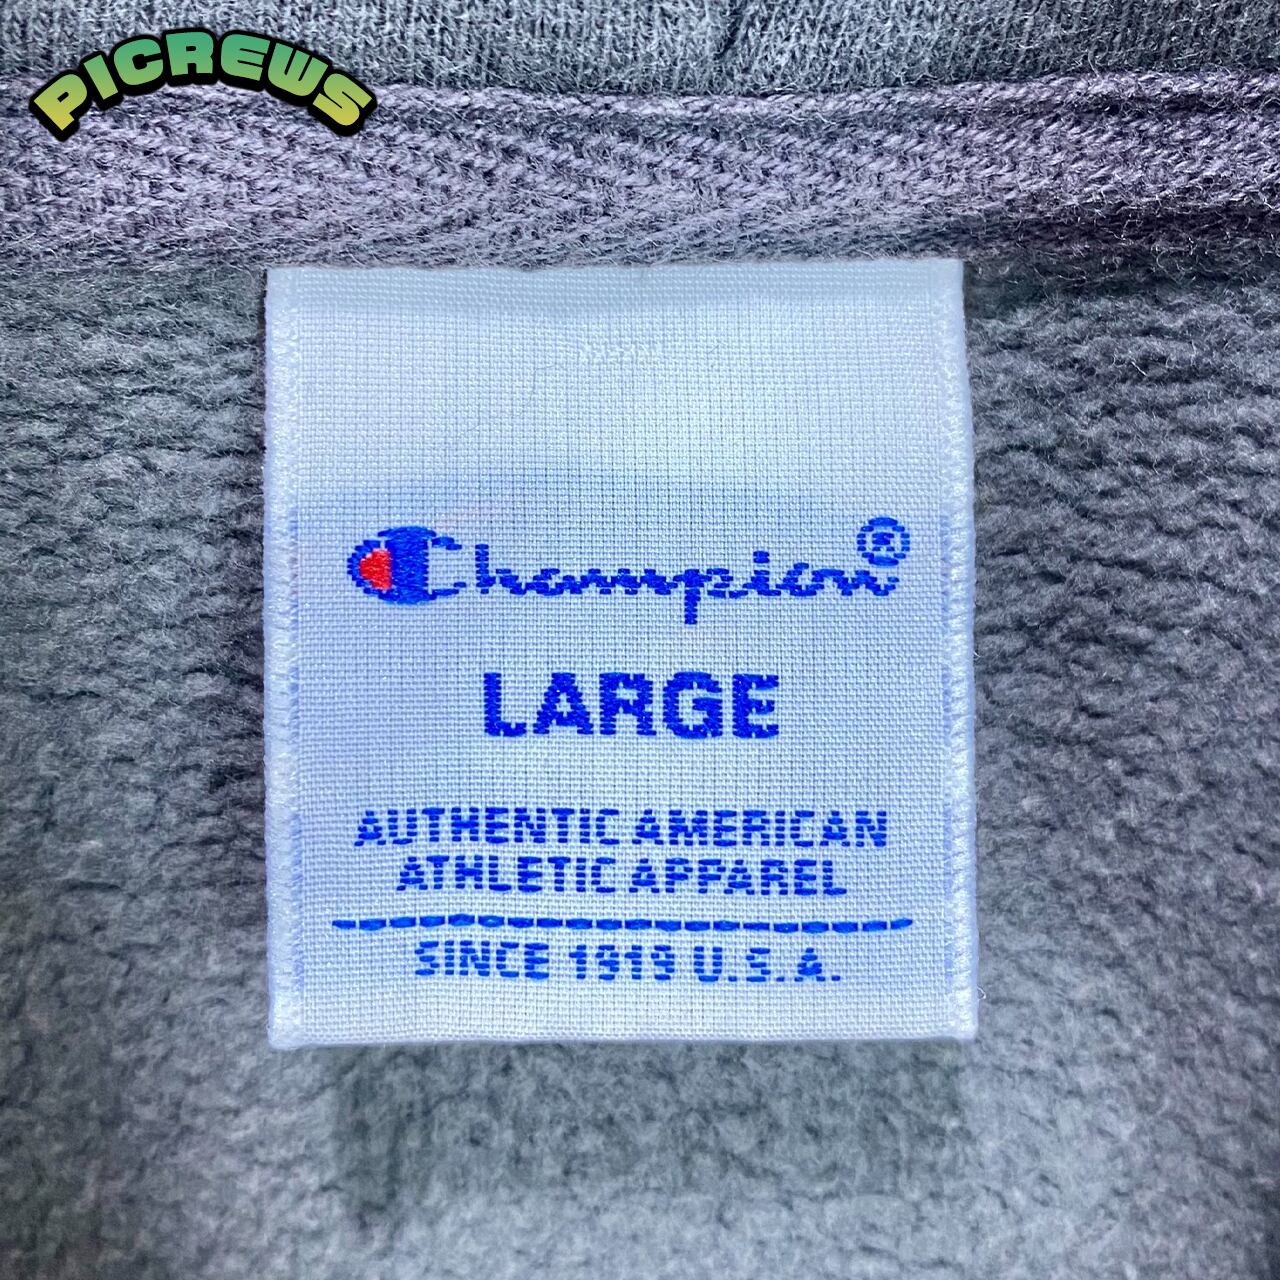 PICREWS
Champion®
LARGE
AUTHENTIC AMERICAN
ATHLETIC APPAREL
SINCE 1919 U.S.A.